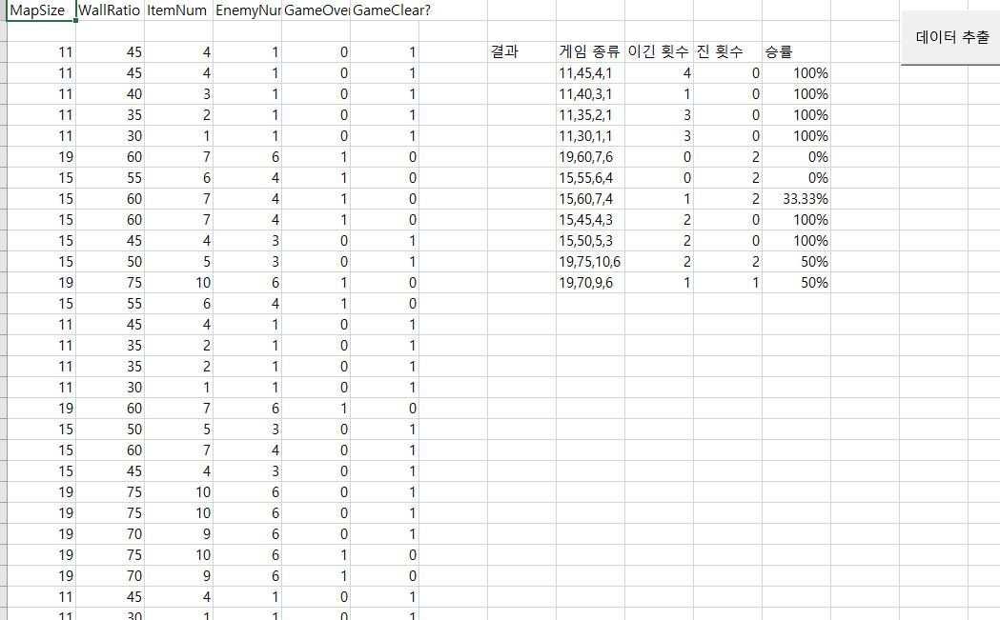 MapSize WallRatio ItemNum EnemyNur GameOver GameClear?
데이터 추출
11 45 4 1 0 1 결과 게임 종류 이긴 횟수 진 횟수 승률
11 45 4 1 0 1 11,45,4,1 4 0 100%
11 40 3 1 0 1 11,40,3,1 1 0 100%
11 35 2 1 0 1 11,35,2,1 3 0 100%
11 30 1 1 0 1 11,30,1,1 3 0 100%
19 60 7 6 1 0 19,60,7,6 0 2 0%
15 55 6 4 1 0 15,55,6,4 0 2 0%
15 60 7 4 1 0 15,60,7,4 1 2 33.33%
15 60 7 4 1 0 15,45,4,3 2 0 100%
15 45 4 3 0 1 15,50,5,3 2 0 100%
15 50 5 3 0 1 19,75,10,6 2 2 50%
19 75 10 6 1 0 19,70,9,6 1 1 50%
15 55 6 4 1 0
11 45 4 1 0 1
11 35 2 1 0 1
11 35 2 1 0 1
11 30 1 1 0 1
19 60 7 6 1 0
15 50 5 3 0 1
15 60 7 4 0 1
15 45 4 3 0 1
19 75 10 6 0 1
19 75 10 6 0 1
19 70 9 6 0 1
19 75 10 6 1 0
19 70 9 6 1 0
11 45 4 1 0 1
11 30 1 1 0 1